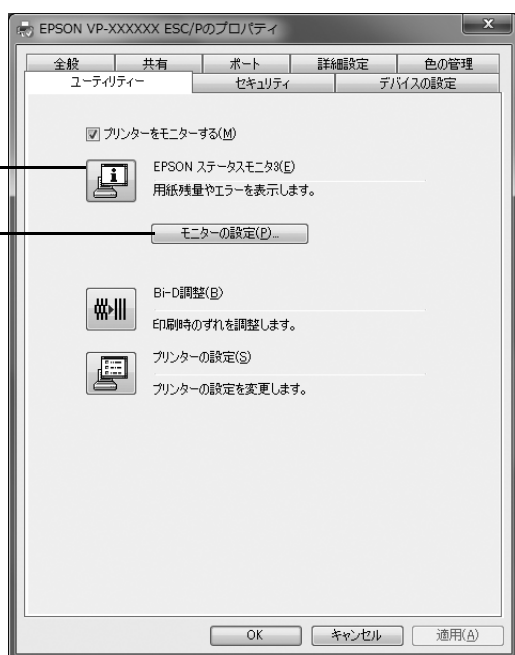 EPSON VP-XXXXXX ESC/Pのプロパティ
全般 共有 ポート 詳細設定 色の管理
ユーティリティー セキュリティ デバイスの設定
プリンターをモニターする(M)
EPSON ステータスモニタ3(E)
用紙残量やエラーを表示します。
モニターの設定(P)...
Bi-D調整(B)
印刷時のずれを調整します。
プリンターの設定(S)
プリンターの設定を変更します。
OK キャンセル 適用(A)